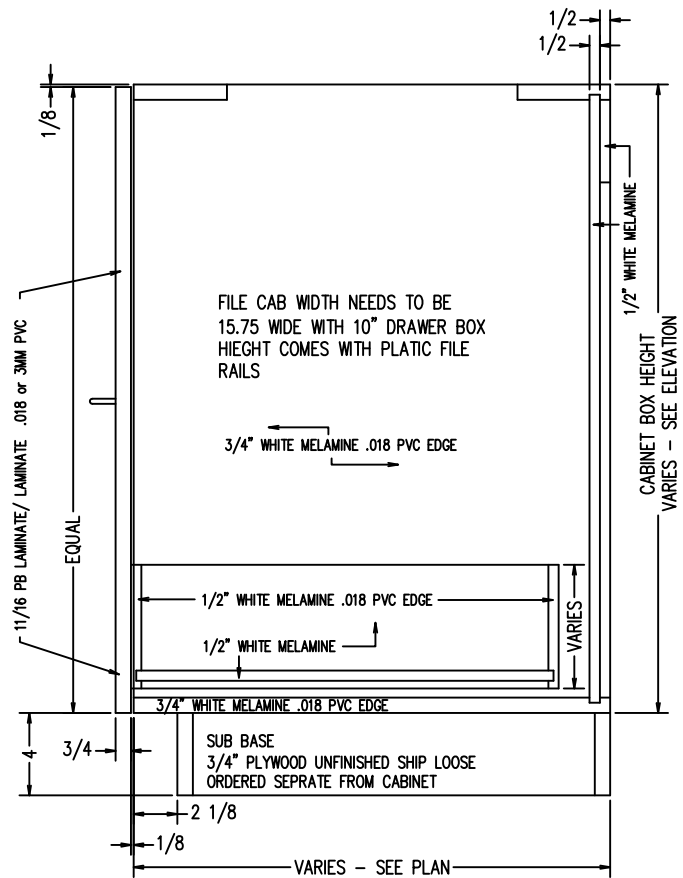 1/2
1/2
1/8
1/2" WHITE MELAMINE
FILE CAB WIDTH NEEDS TO BE
15.75 WIDE WITH 10" DRAWER BOX
HIEGHT COMES WITH PLATIC FILE
RAILS
11/16 PB LAMINATE/ LAMINATE .018 or 3MM PVC
3/4" WHITE MELAMINE .018 PVC EDGE
CABINET BOX HEIGHT
VARIES - SEE ELEVATION
EQUAL
1/2" WHITE MELAMINE .018 PVC EDGE
VARIES
1/2" WHITE MELAMINE
3/4" WHITE MELAMINE .018 PVC EDGE
4
3/4
SUB BASE
3/4" PLYWOOD UNFINISHED SHIP LOOSE
ORDERED SEPRATE FROM CABINET
2 1/8
1/8
VARIES - SEE PLAN